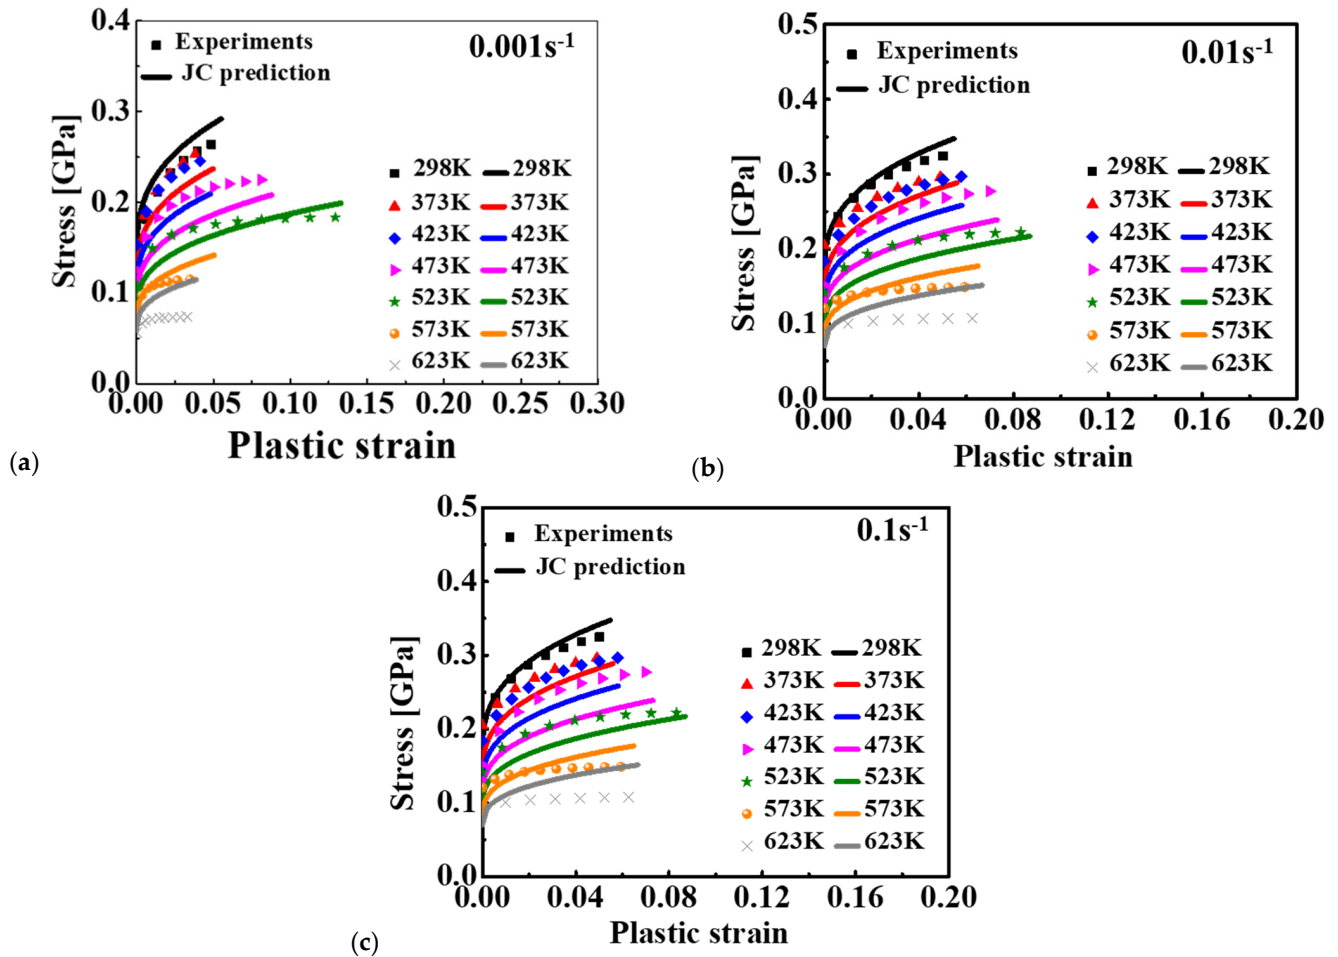 0.4
Experiments
JC prediction
0.001s-1
0.3
0.2
0.1
0.0
Stress [GPa]
298K 298K
373K 373K
423K 423K
473K 473K
523K 523K
573K 573K
623K 623K
0.00 0.05 0.10 0.15 0.20 0.25 0.30
Plastic strain
(a)
0.5
Experiments
JC prediction
0.01s-1
0.4
0.3
0.2
0.1
0.0
Stress [GPa]
298K 298K
373K 373K
423K 423K
473K 473K
523K 523K
573K 573K
623K 623K
0.00 0.04 0.08 0.12 0.16 0.20
Plastic strain
(b)
0.5
Experiments
JC prediction
0.1s-1
0.4
0.3
0.2
0.1
0.0
Stress [GPa]
298K 298K
373K 373K
423K 423K
473K 473K
523K 523K
573K 573K
623K 623K
0.00 0.04 0.08 0.12 0.16 0.20
Plastic strain
(c)